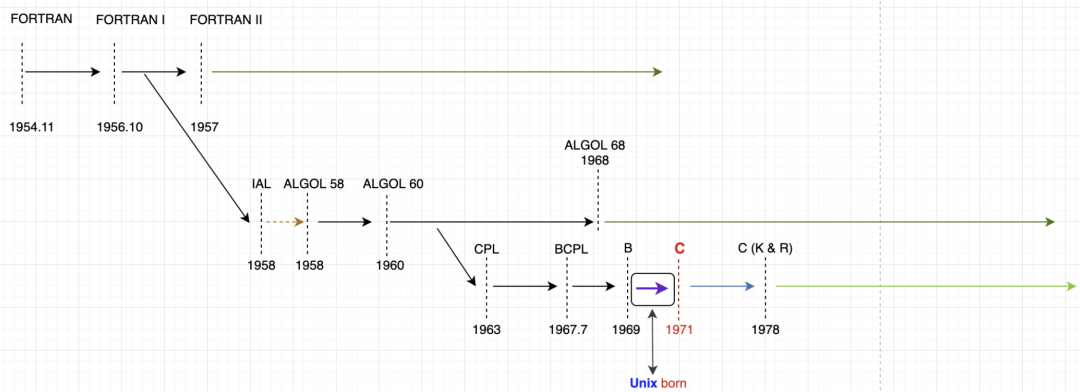 FORTRAN
FORTRAN I
FORTRAN II
1954.11
1956.10
1957
ALGOL 68
1968
IAL
ALGOL 58
ALGOL 60
1958
1958
1960
CPL
BCPL
B
C
C (K & R)
1963
1967.7
1969
1971
1978
Unix born